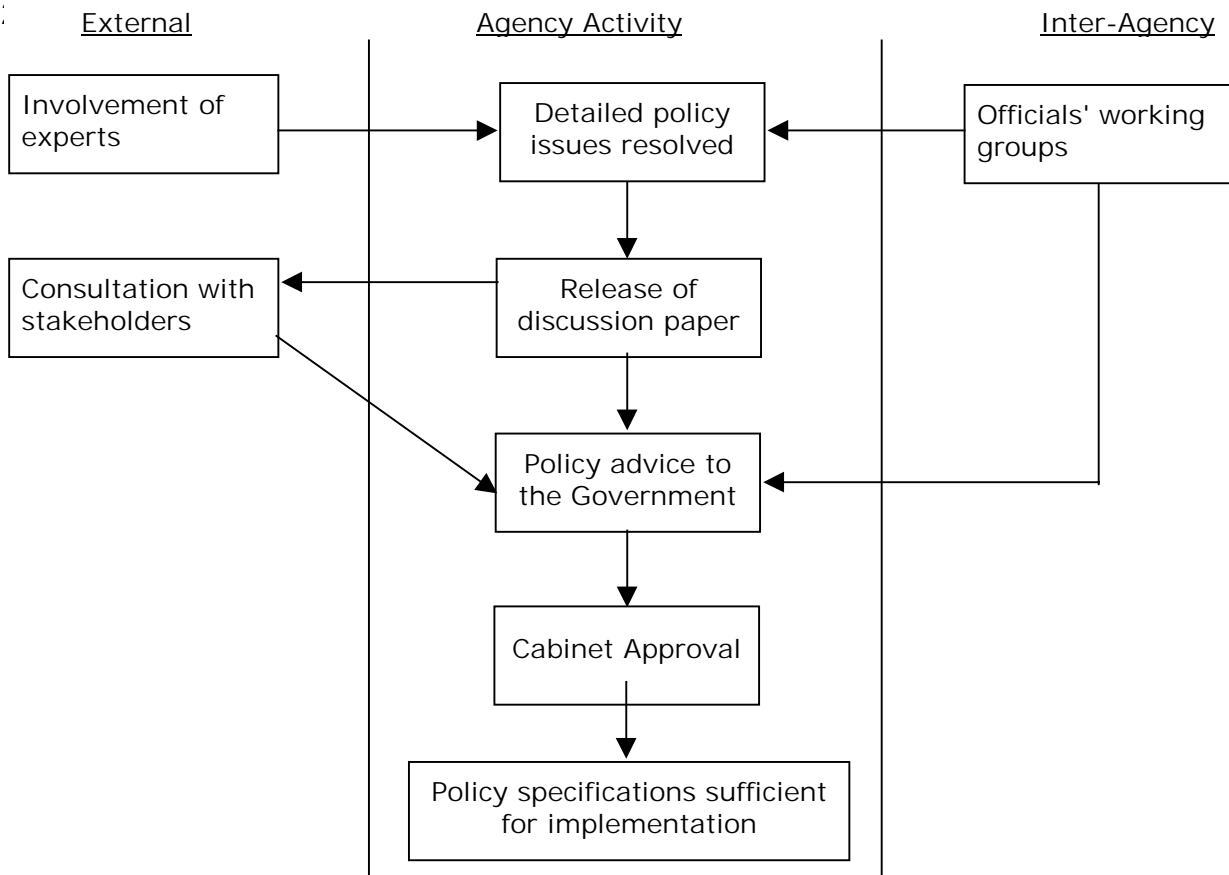 External
Agency Activity
Inter-Agency
Involvement of
experts
Detailed policy
issues resolved
Officials' working
groups
Consultation with
stakeholders
Release of
discussion paper
Policy advice to
the Government
Cabinet Approval
Policy specifications sufficient
for implementation